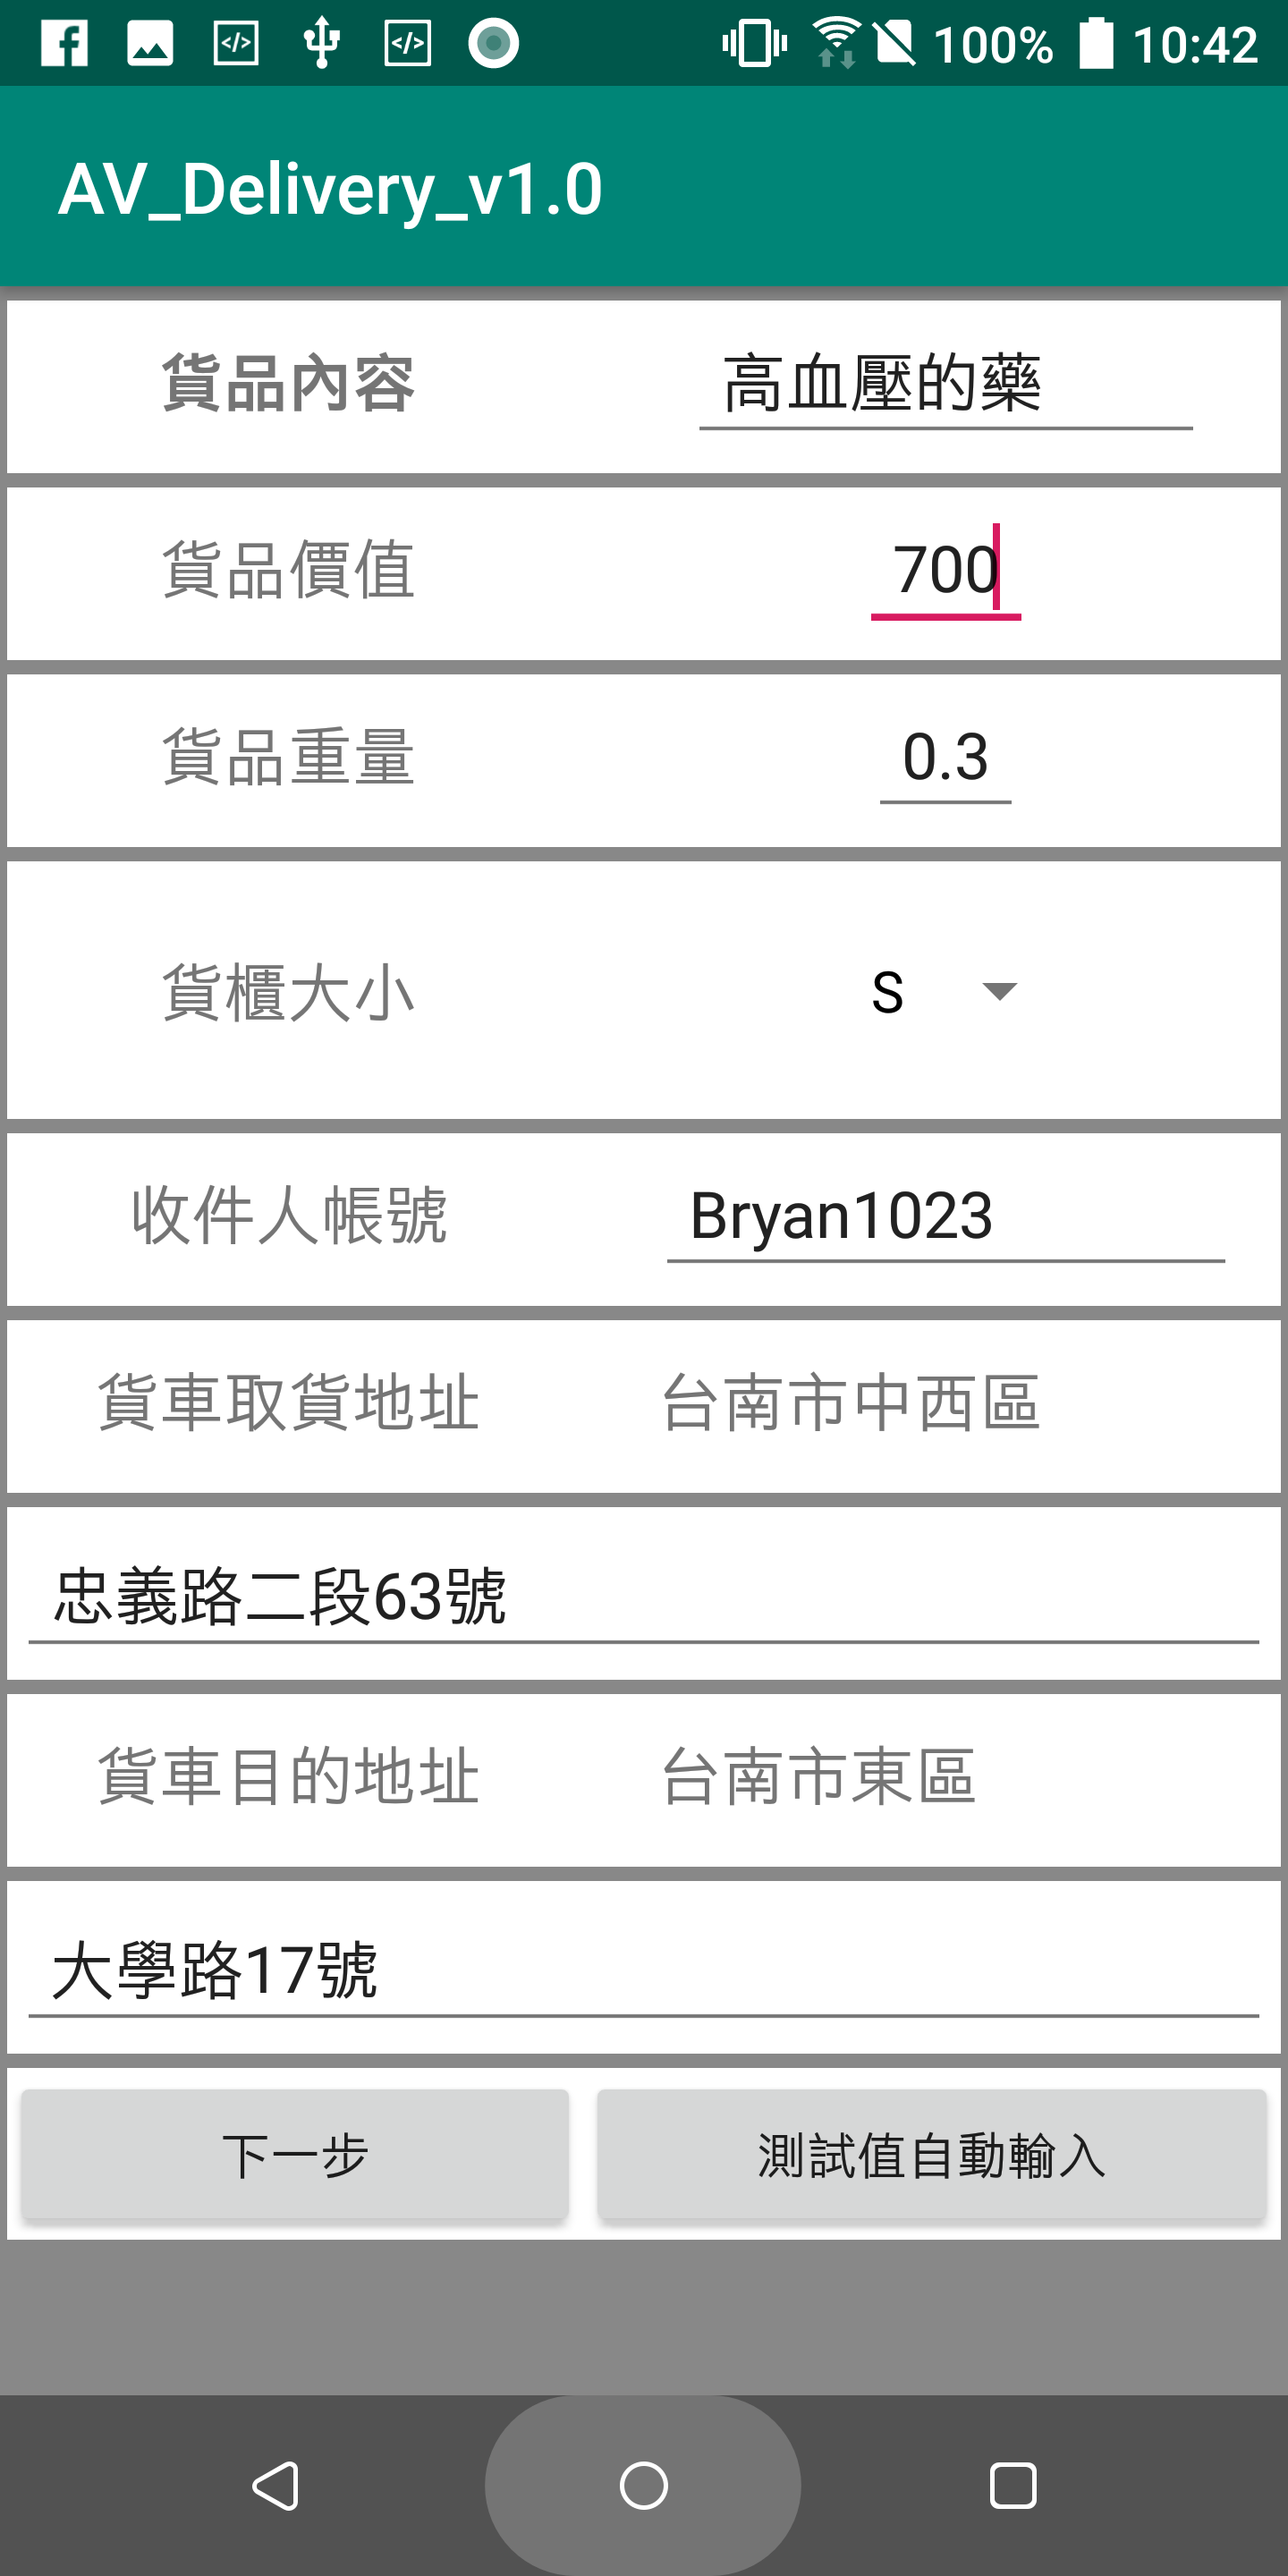 100% 10:42
AV_Delivery_v1.0
貨品內容 高血壓的藥
貨品價值 700
貨品重量 0.3
貨櫃大小 S
收件人帳號 Bryan1023
貨車取貨地址 台南市中西區
忠義路二段63號
貨車目的地址 台南市東區
大學路17號
下一步 測試值自動輸入